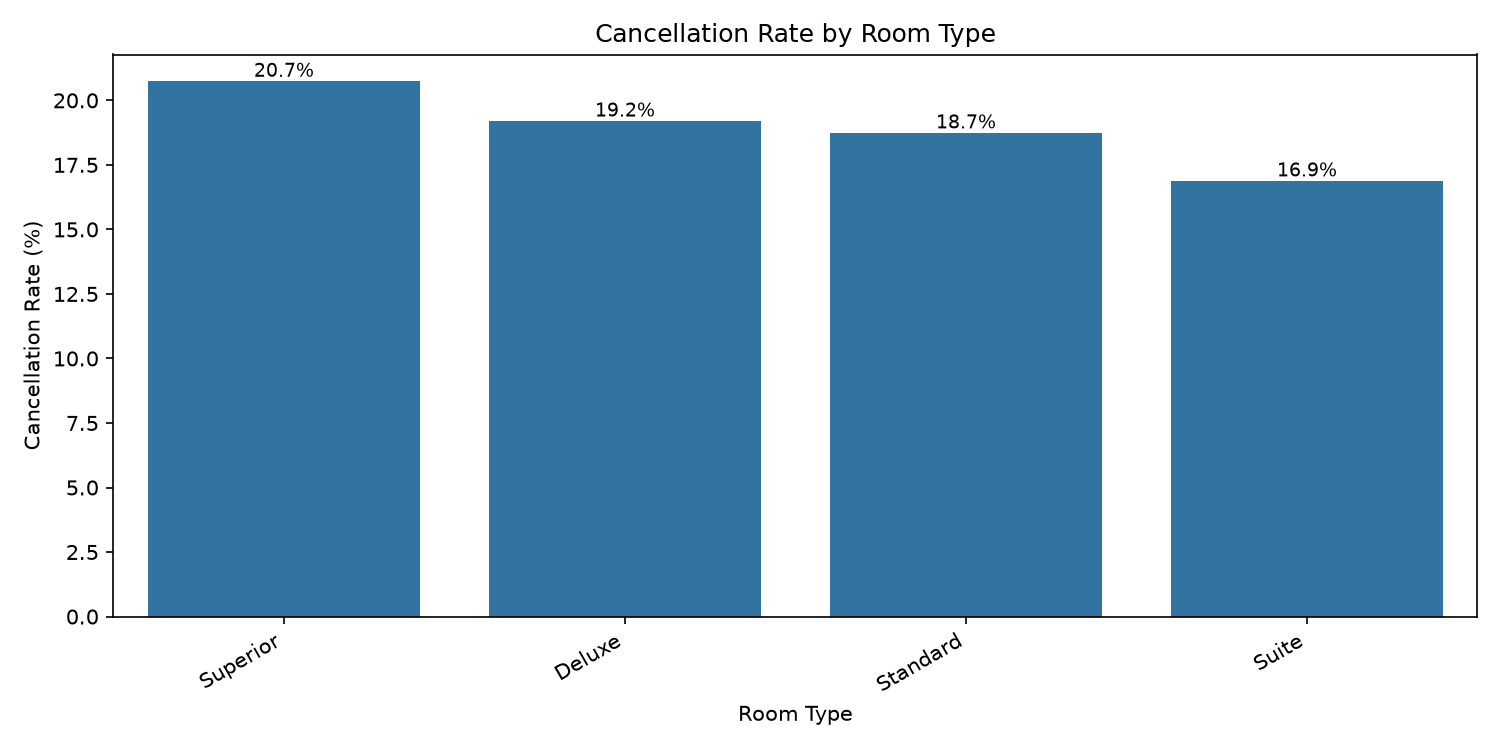 Cancellation Rate by Room Type
20.7%
19.2%
18.7%
16.9%
20.0
17.5
15.0
12.5
10.0
7.5
5.0
2.5
0.0
Cancellation Rate (%)
Superior
Deluxe
Standard
Suite
Room Type